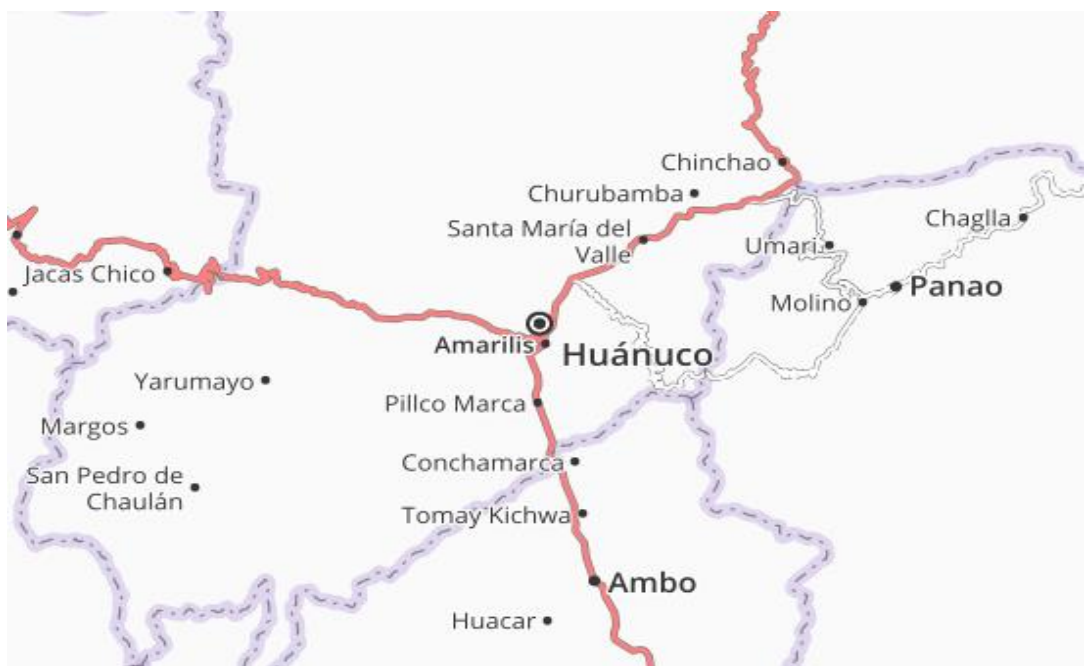 Chinchao
Churubamba
Chaglla
Santa María del
Valle
Umari
Jacas Chico
Panao
Molino
Amarilis
Huánuco
Yarumayo
Pillco Marca
Margos
Conchamarca
San Pedro de
Chaulán
Tomay Kichwa
Ambo
Huacar